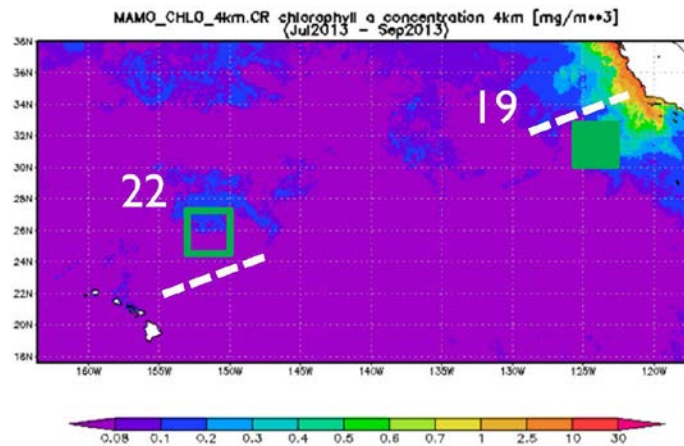 MAMO_CHLO_4km.CR chlorophyll a concentration 4km [mg/m**3]
(Jul2013 - Sep2013)
36N
34N
19
32N
30N
22
28N
26N
24N
22N
20N
18N
160W 155W 150W 145W 140W 135W 130W 125W 120W
0.08 0.1 0.2 0.3 0.4 0.5 0.6 0.7 1 2.5 10 30